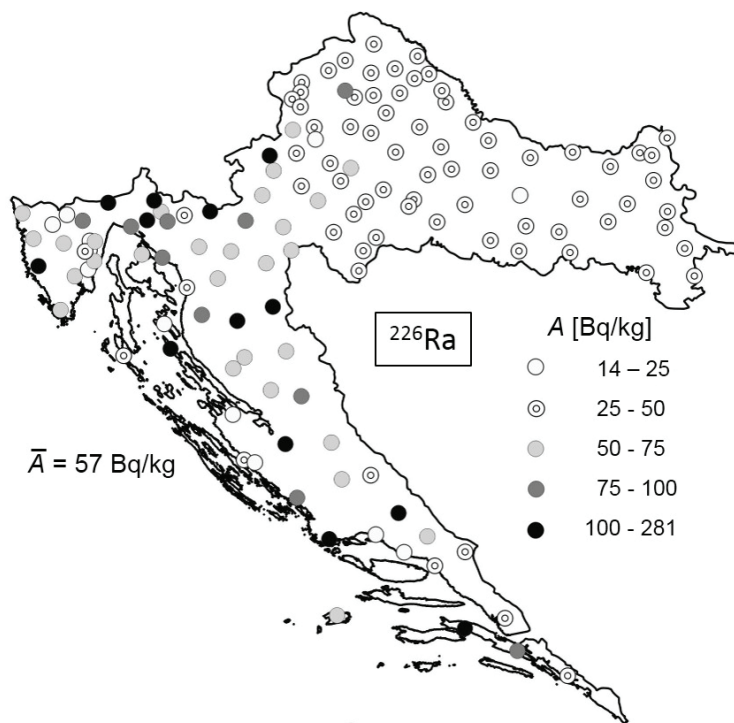 ²²⁶Ra
A [Bq/kg]
14 – 25
25 - 50
50 - 75
75 - 100
100 - 281
A̅ = 57 Bq/kg